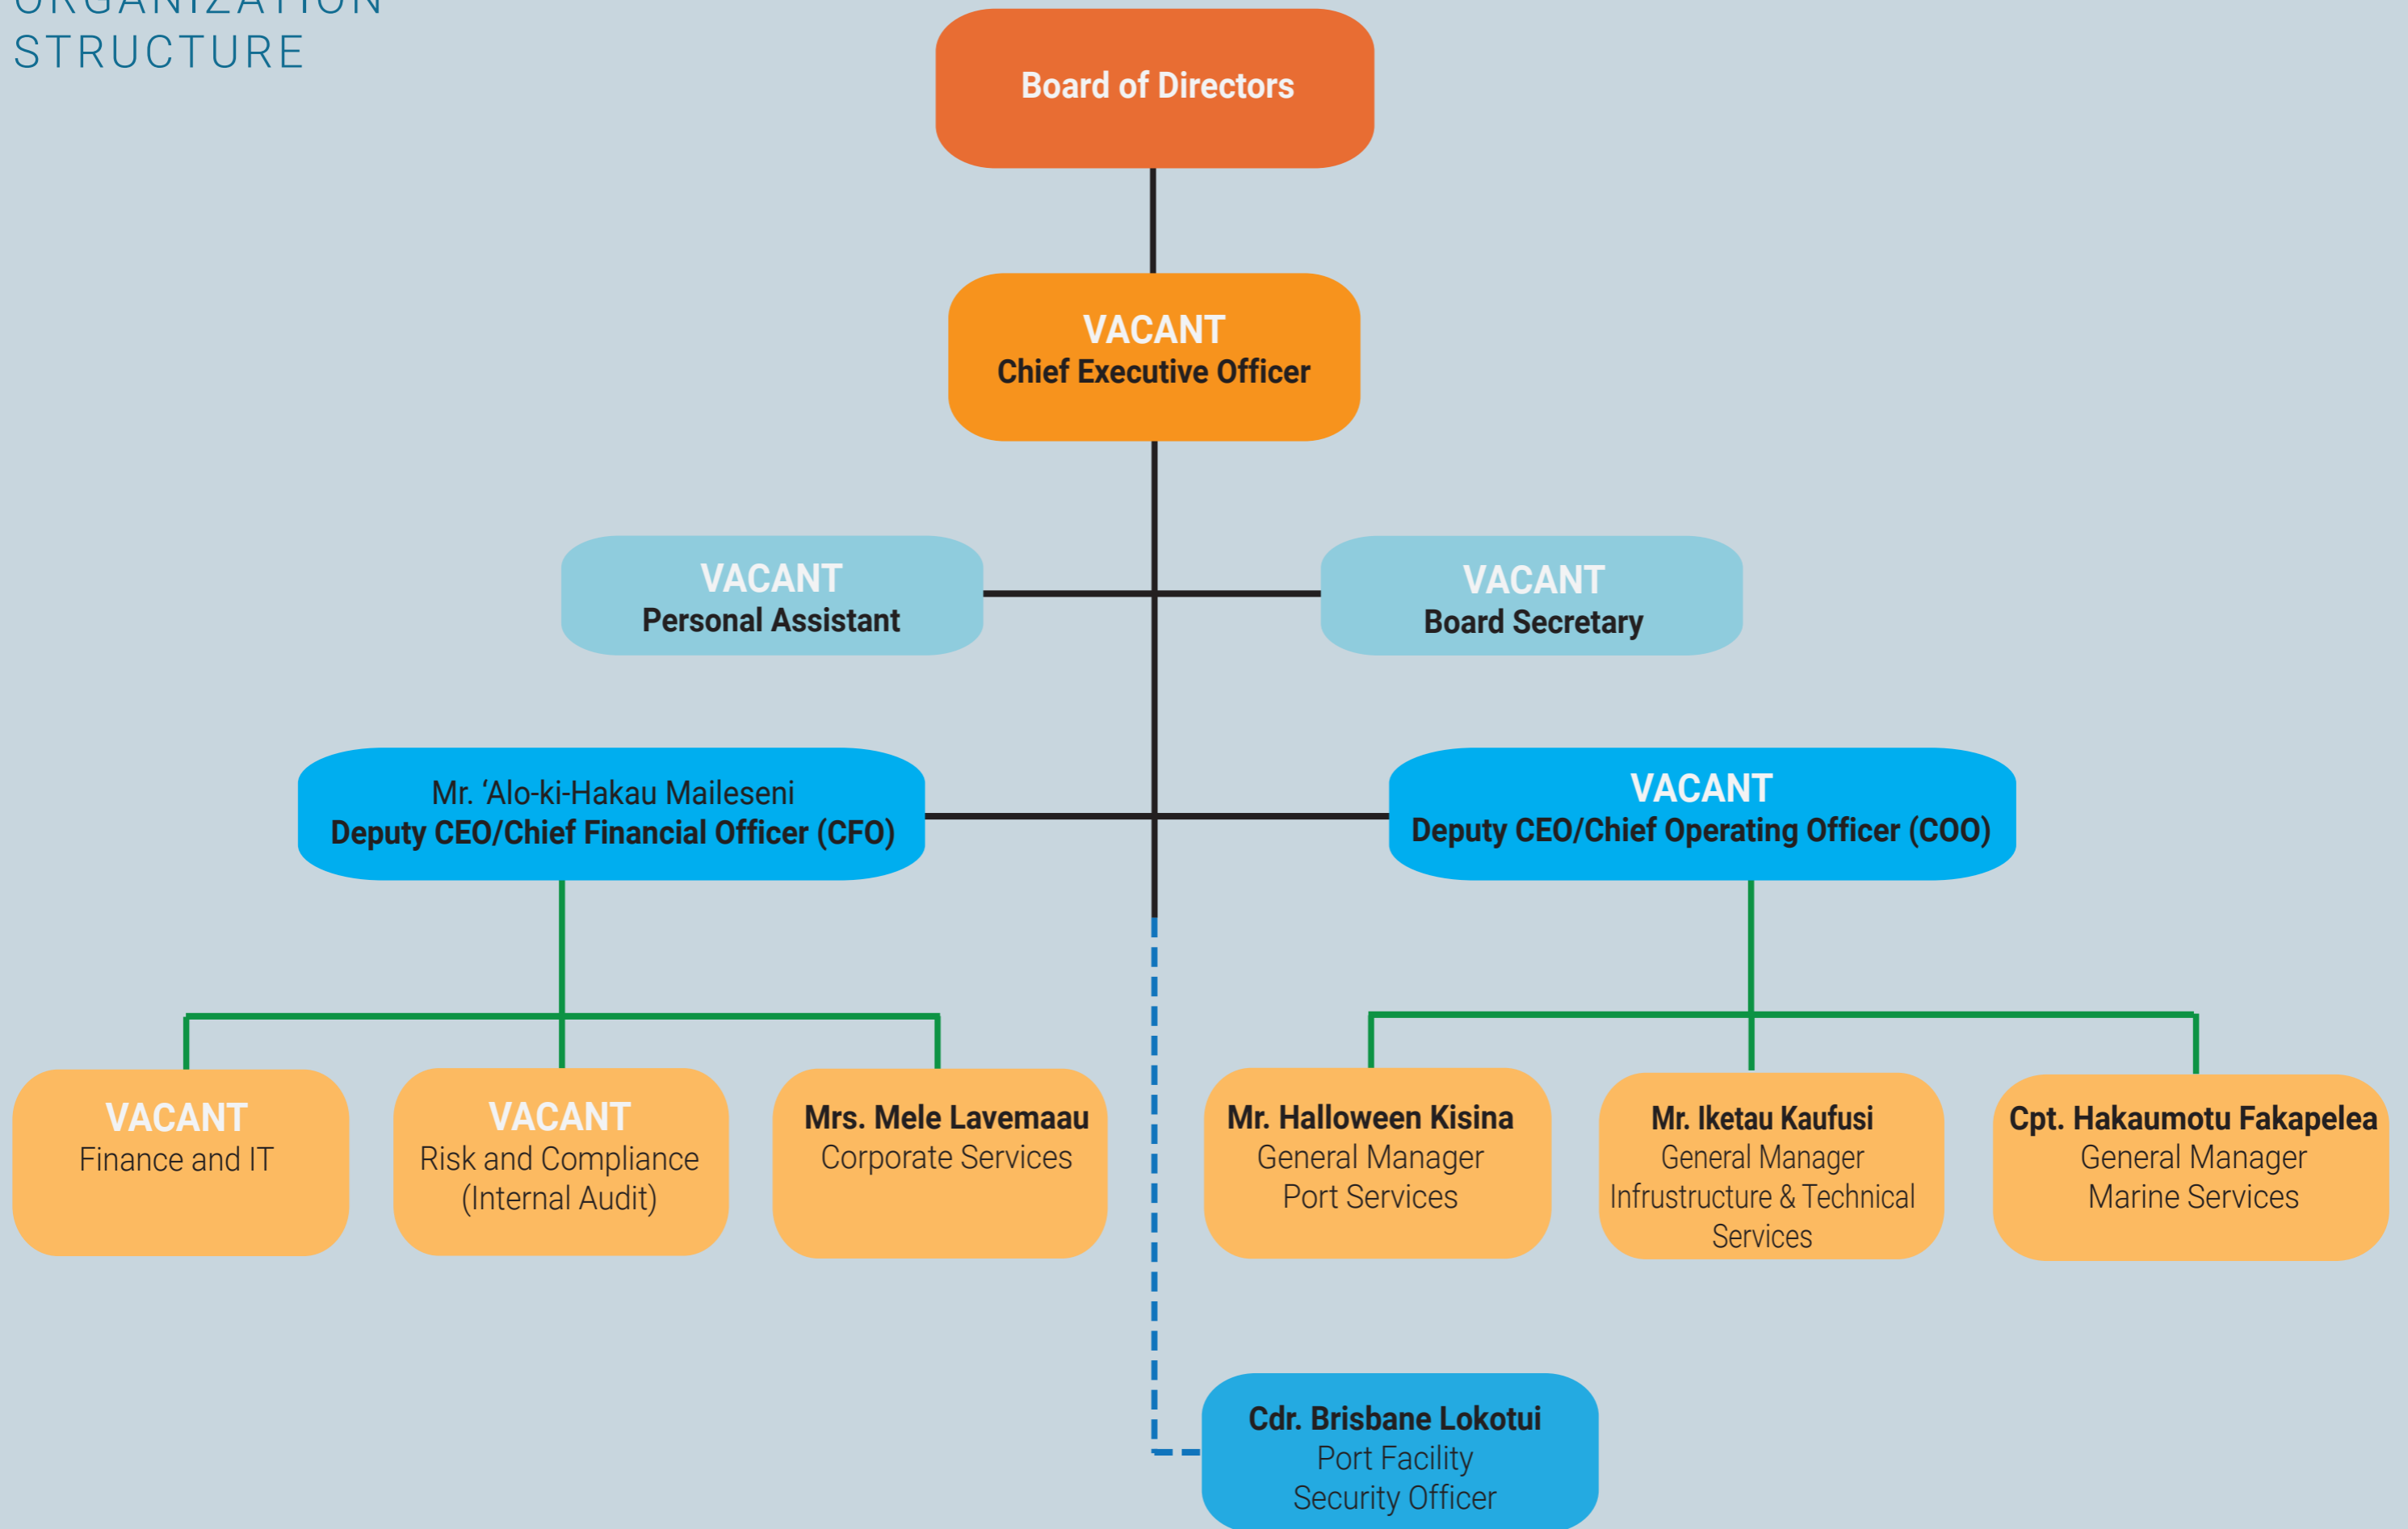 ORGANIZATION
STRUCTURE
Board of Directors
VACANT
Chief Executive Officer
VACANT
Personal Assistant
VACANT
Board Secretary
Mr. ‘Alo-ki-Hakau Maileseni
Deputy CEO/Chief Financial Officer (CFO)
VACANT
Deputy CEO/Chief Operating Officer (COO)
VACANT
Finance and IT
VACANT
Risk and Compliance
(Internal Audit)
Mrs. Mele Lavemaau
Corporate Services
Mr. Halloween Kisina
General Manager
Port Services
Mr. Iketau Kaufusi
General Manager
Infrustructure & Technical
Services
Cpt. Hakaumotu Fakapelea
General Manager
Marine Services
Cdr. Brisbane Lokotui
Port Facility
Security Officer